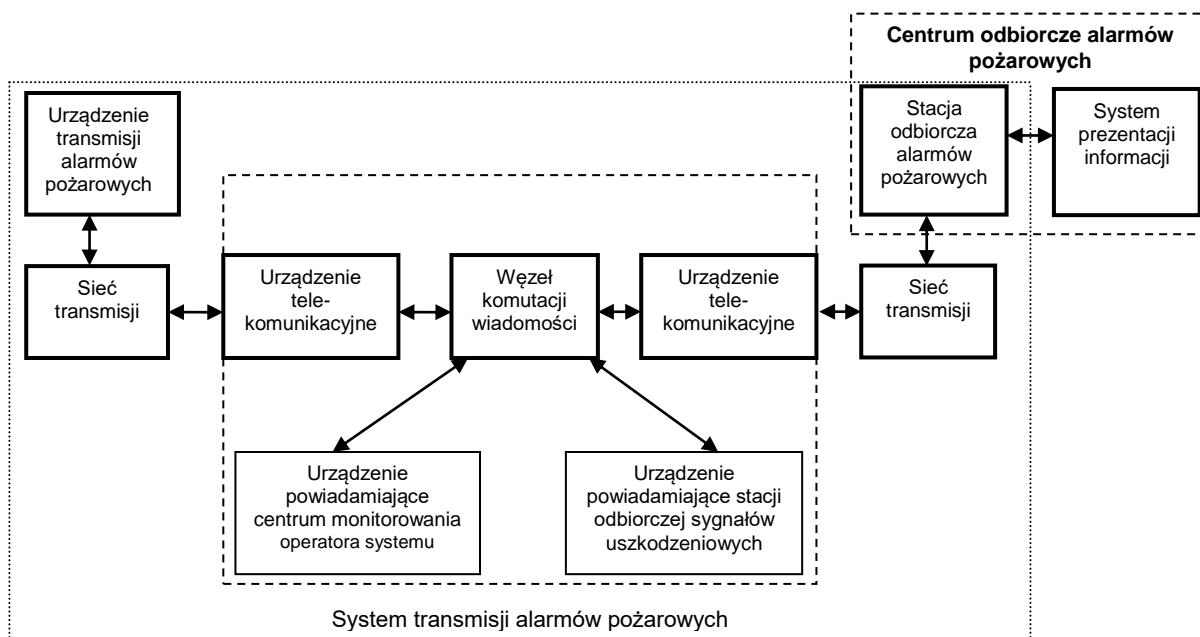 Centrum odbiorcze alarmów
pożarowych
Urządzenie
transmisji
alarmów
pożarowych
Stacja
odbiorcza
alarmów
pożarowych
System
prezentacji
informacji
Sieć
transmisji
Urządzenie
tele-
komunikacyjne
Węzeł
komutacji
wiadomości
Urządzenie
tele-
komunikacyjne
Sieć
transmisji
Urządzenie
powiadamiające
centrum monitorowania
operatora systemu
Urządzenie
powiadamiające stacji
odbiorczej sygnałów
uszkodzeniowych
System transmisji alarmów pożarowych